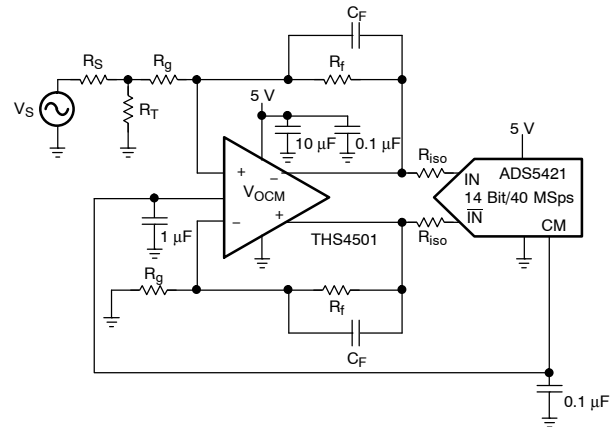 C_F
R_S
R_g
R_f
V_S
R_T
5 V
10 μF
0.1 μF
5 V
R_iso
+
−
V_OCM
−
+
IN
ADS5421
14 Bit/40 MSps
IN
CM
1 μF
THS4501
R_iso
R_g
R_f
C_F
0.1 μF